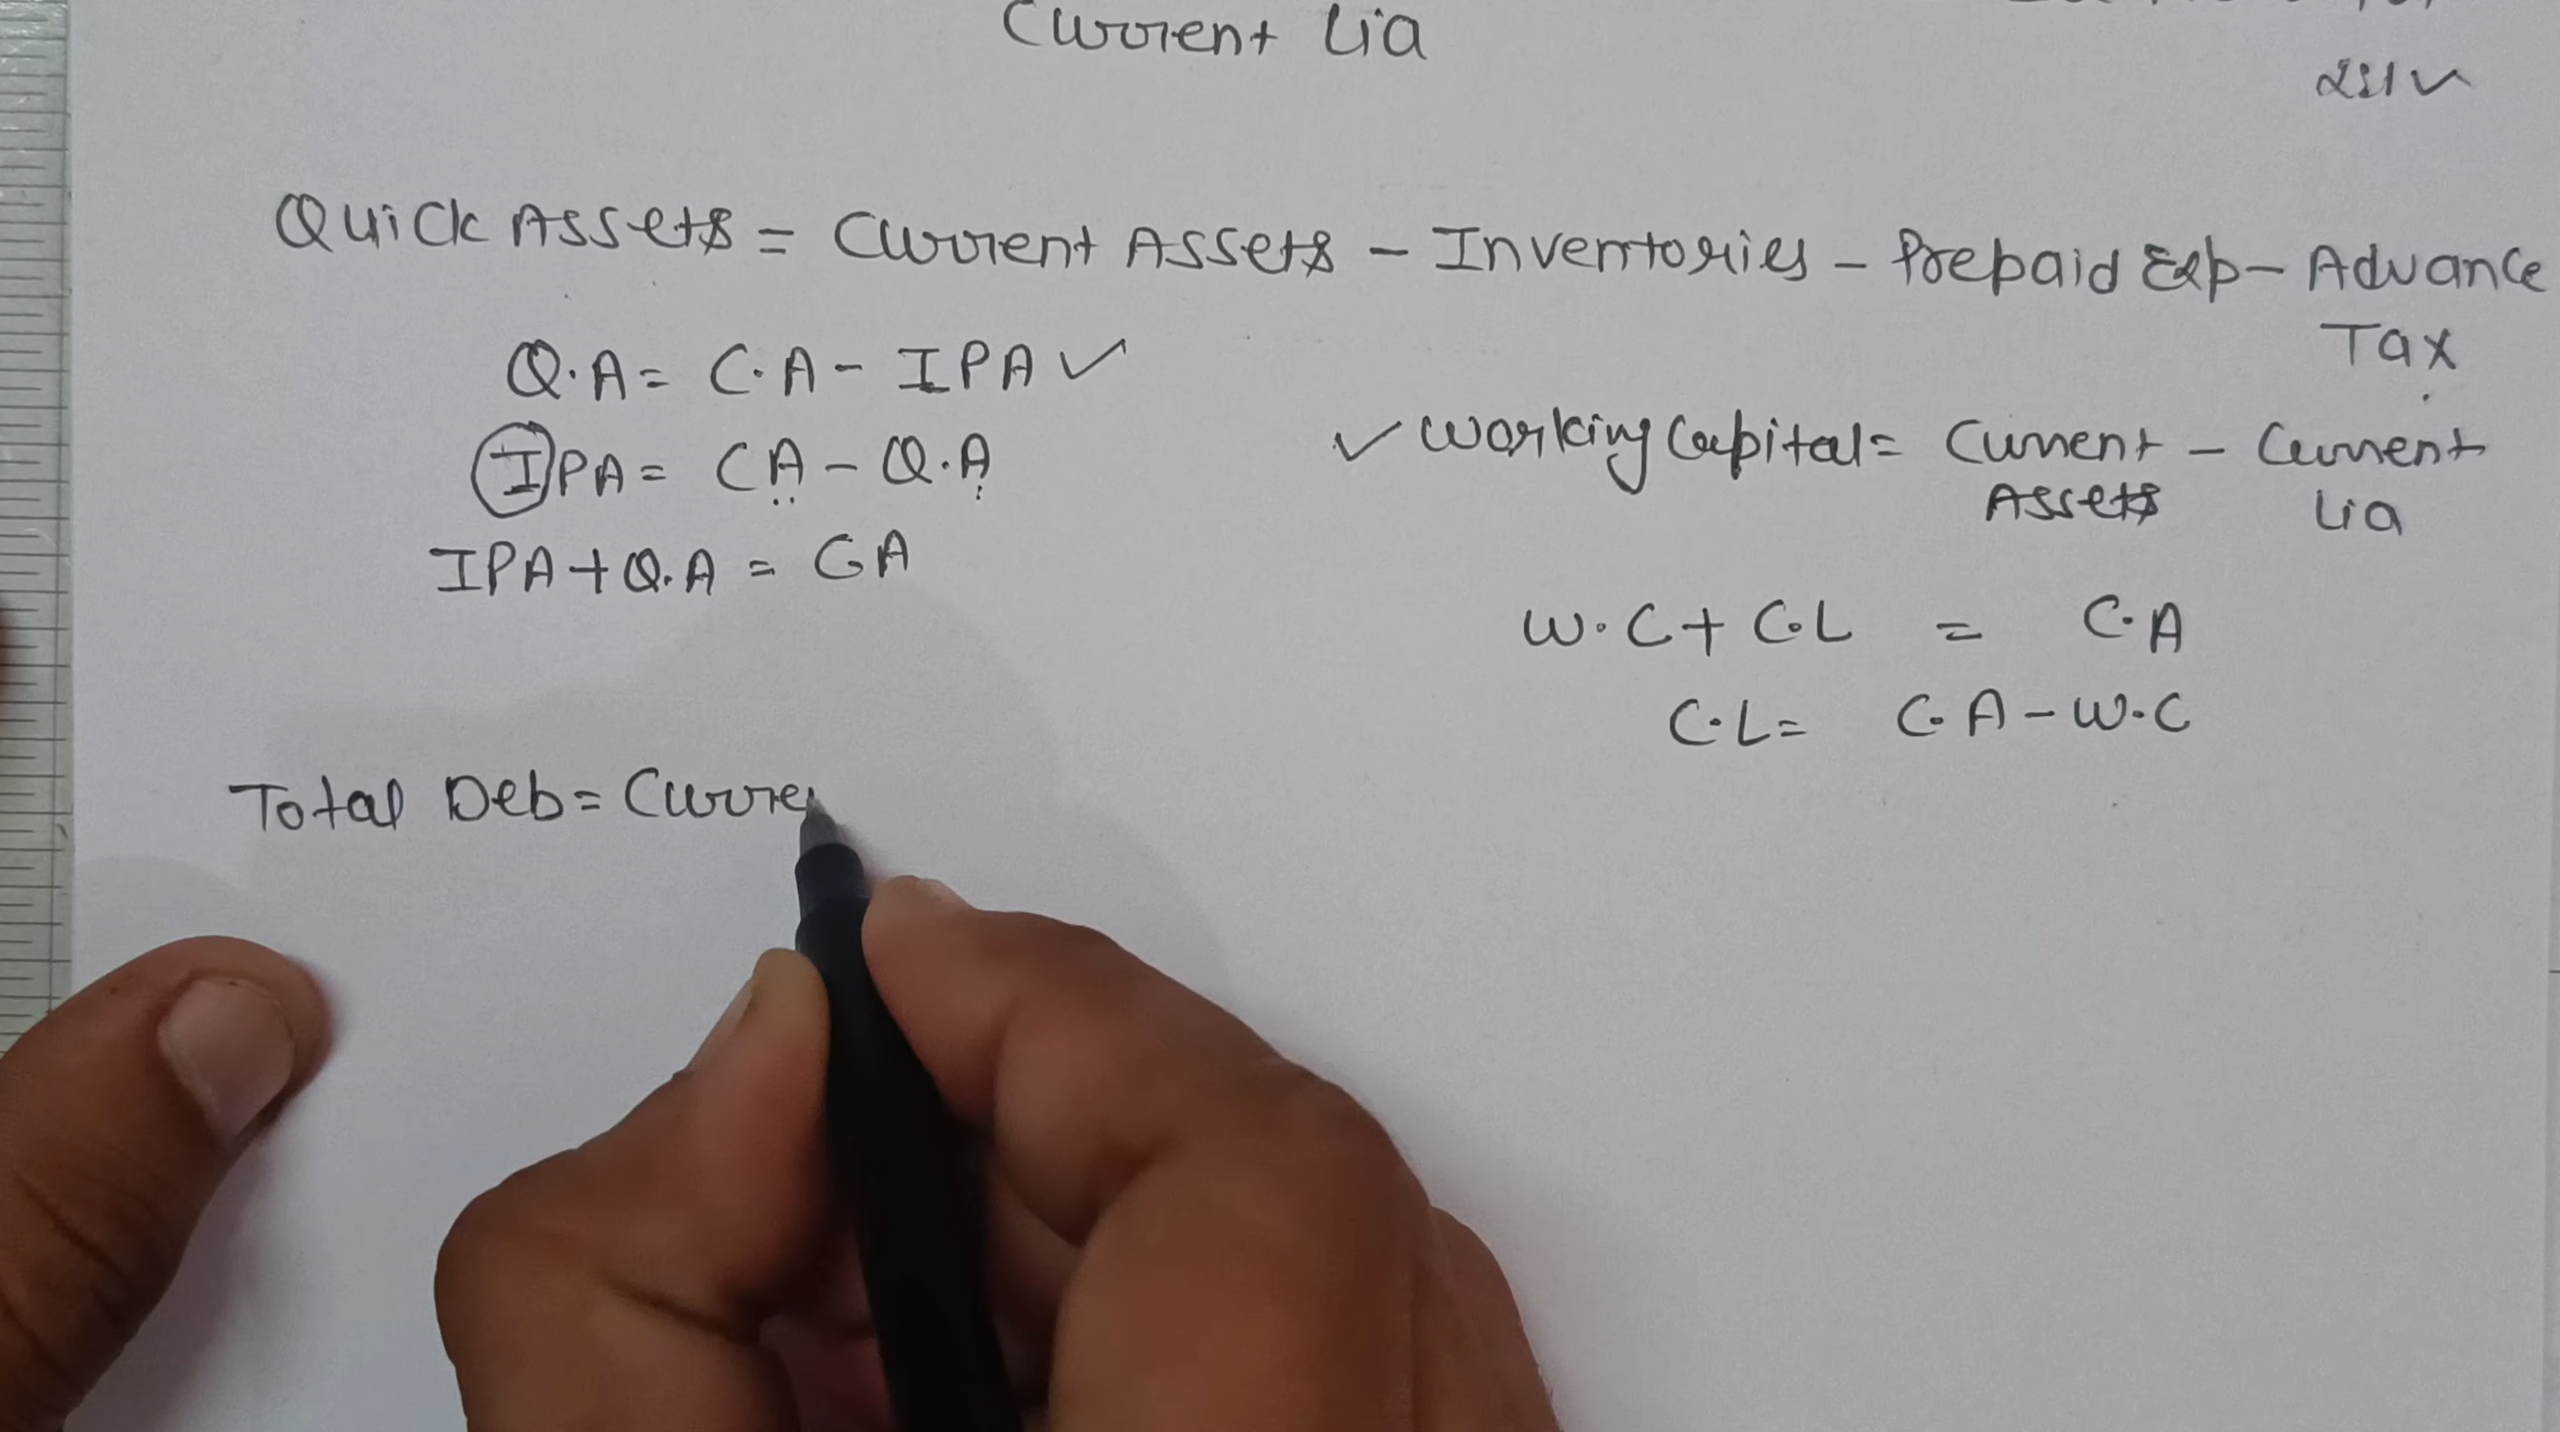 Current Lia
Quick Assets = Current Assets - Inventories - Prepaid Exp - Advance
Tax
Q.A = C.A - IPA ✓
IPA = CA - Q.A
IPA + Q.A = CA
✓ Working Capital = Current - Current
Assets Lia
W.C + C.L = C.A
C.L = C.A - W.C
Total Deb = Curre